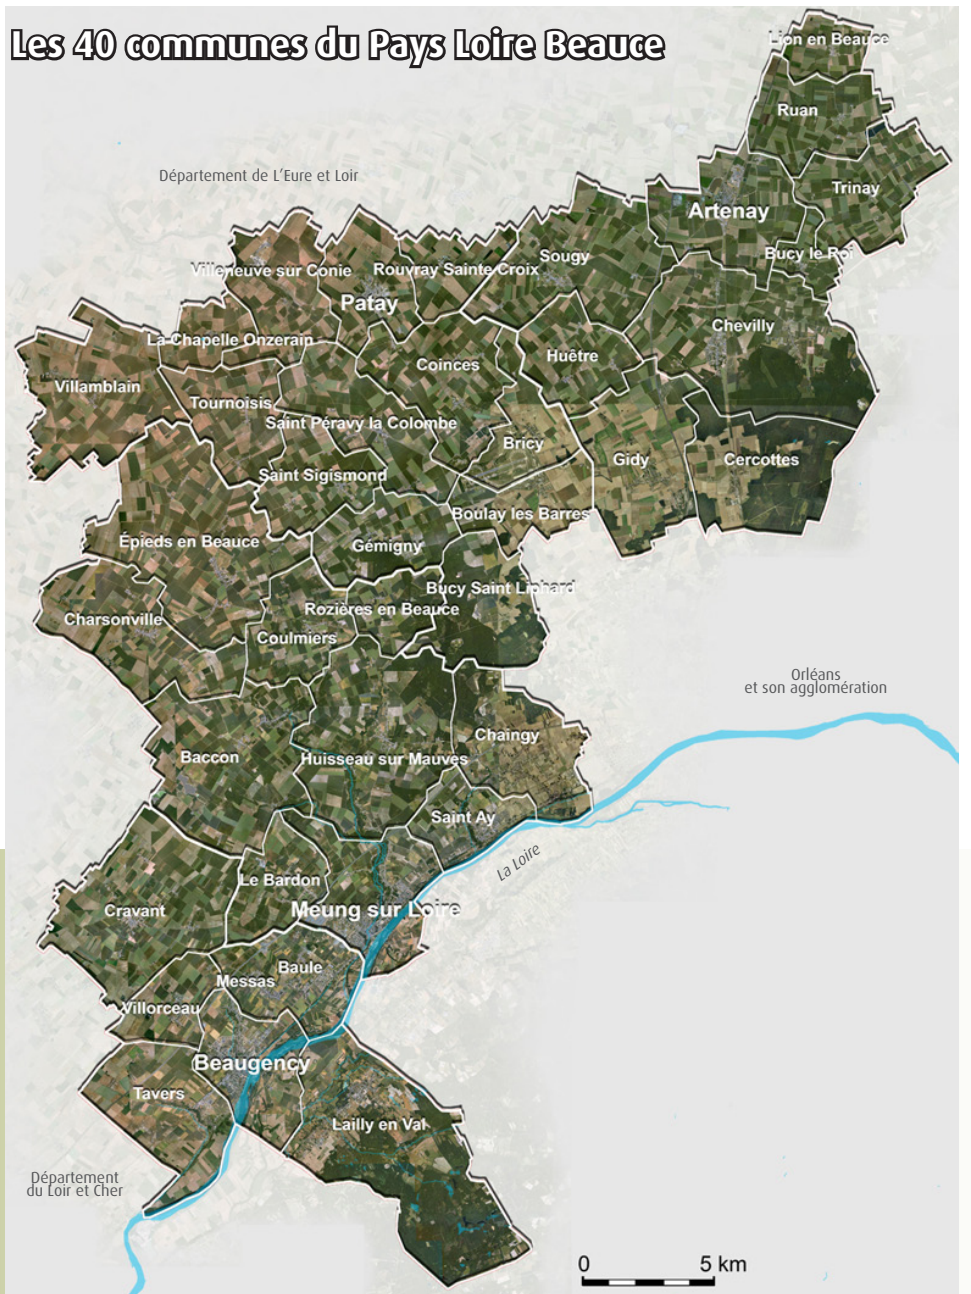 Les 40 communes du Pays Loire Beauce
Lion en Beauce
Ruan
Département de L'Eure et Loir
Trinay
Artenay
Bucy le Roi
Sougy
Villeneuve sur Conie
Rouvray Sainte Croix
Patay
Chevilly
La Chapelle Onzerain
Huêtre
Coinces
Villamblain
Tournoisis
Saint Péravy la Colombe
Bricy
Gidy
Cercottes
Saint Sigismond
Boulay les Barres
Épieds en Beauce
Gémigny
Bucy Saint Liphard
Rozières en Beauce
Charsonville
Coulmiers
Orléans
et son agglomération
Chaingy
Baccon
Huisseau sur Mauves
Saint Ay
La Loire
Le Bardon
Cravant
Meung sur Loire
Baule
Messas
Villorceau
Beaugency
Tavers
Lailly en Val
Département
du Loir et Cher
0 5 km